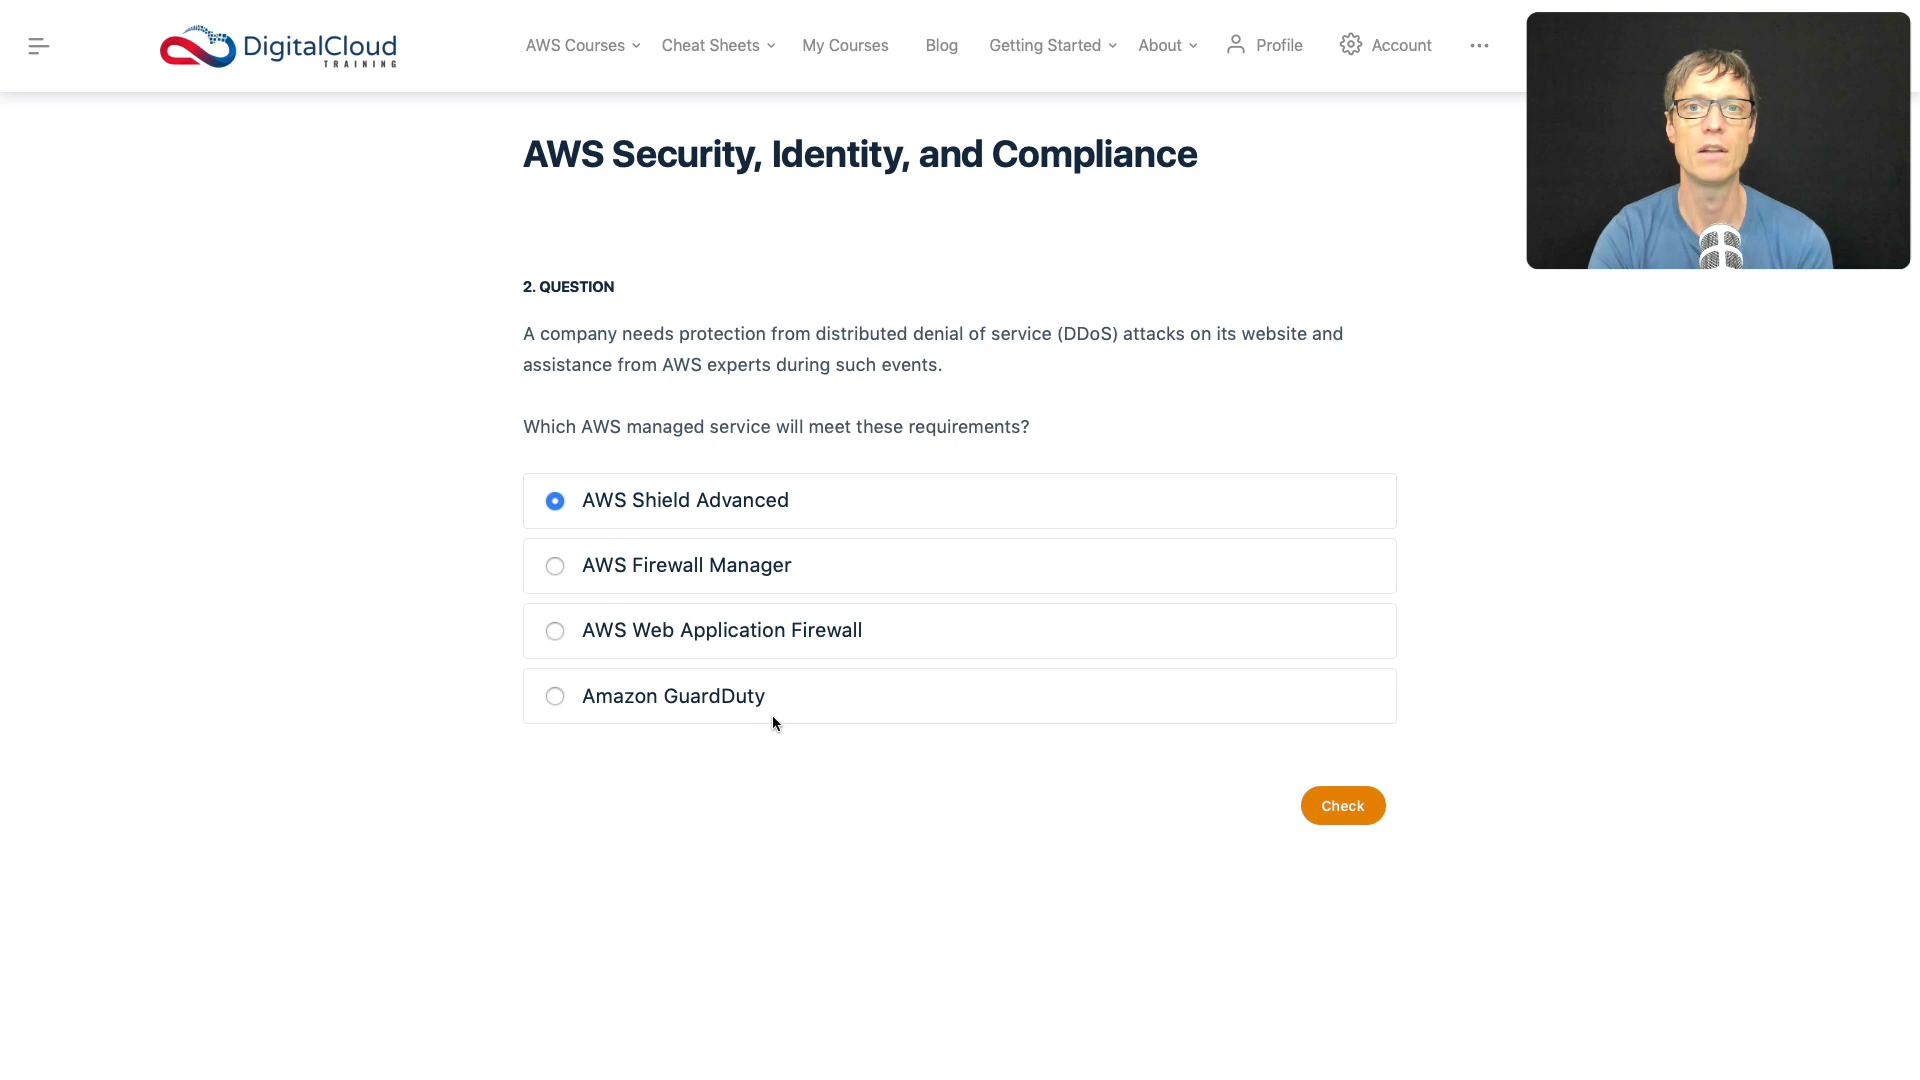 DigitalCloud
TRAINING
AWS Courses
Cheat Sheets
My Courses
Blog
Getting Started
About
Profile
Account
AWS Security, Identity, and Compliance
2. QUESTION
A company needs protection from distributed denial of service (DDoS) attacks on its website and
assistance from AWS experts during such events.
Which AWS managed service will meet these requirements?
AWS Shield Advanced
AWS Firewall Manager
AWS Web Application Firewall
Amazon GuardDuty
Check